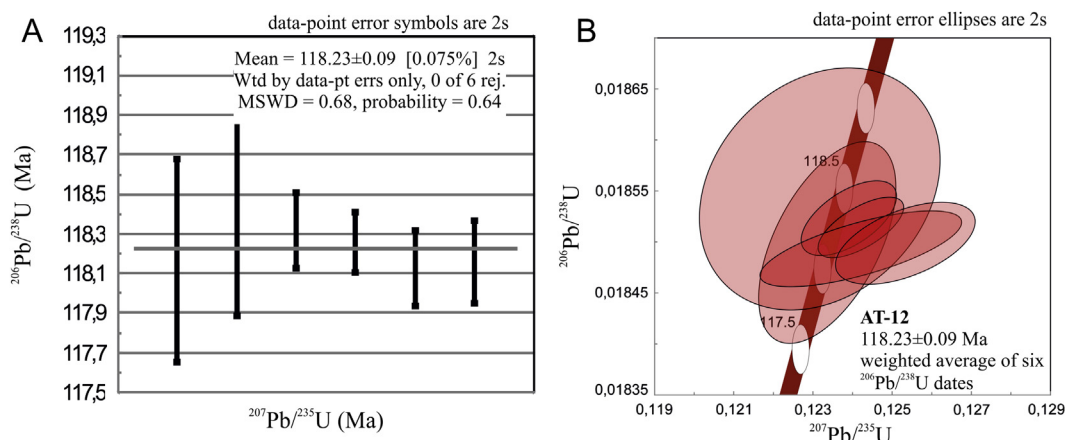 A
data-point error symbols are 2s
119,3
119,1
118,9
118,7
118,5
118,3
118,1
117,9
117,7
117,5
²⁰⁶Pb/²³⁸U (Ma)
Mean = 118.23±0.09 [0.075%] 2s
Wtd by data-pt errs only, 0 of 6 rej.
MSWD = 0.68, probability = 0.64
²⁰⁷Pb/²³⁵U (Ma)
B
data-point error ellipses are 2s
0,01865
0,01855
0,01845
0,01835
²⁰⁶Pb/²³⁸U
118.5
117.5
AT-12
118.23±0.09 Ma
weighted average of six
²⁰⁶Pb/²³⁸U dates
0,119
0,121
0,123
0,125
0,127
0,129
²⁰⁷Pb/²³⁵U